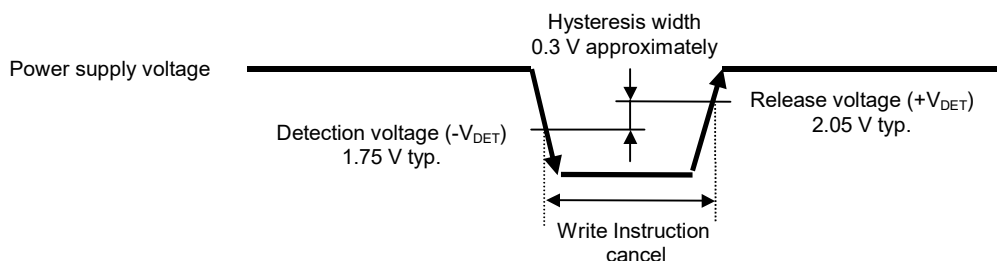 Hysteresis width
0.3 V approximately
Power supply voltage
Release voltage (+VDET)
2.05 V typ.
Detection voltage (-VDET)
1.75 V typ.
Write Instruction
cancel